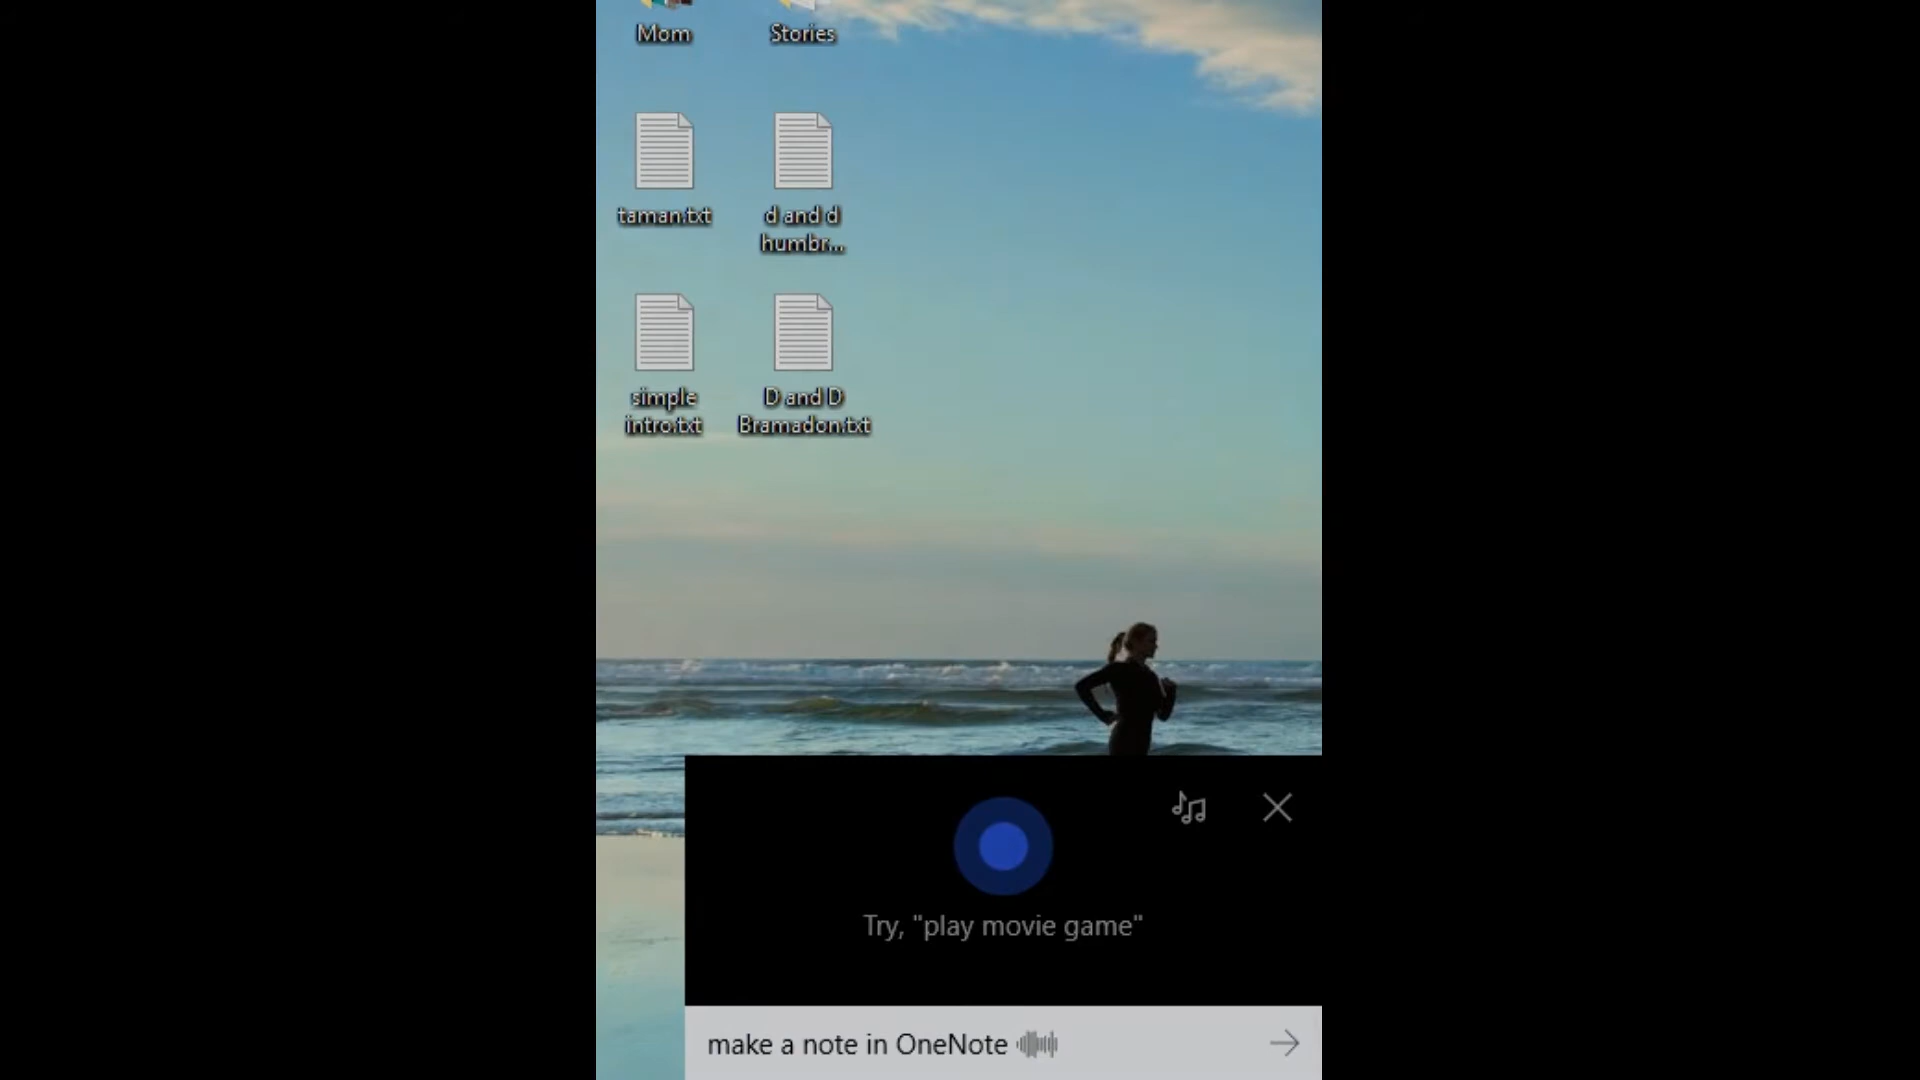 Mom
Stories
taman.txt
d and d
humbr...
simple
intro.txt
D and D
Bramadon.txt
Try, "play movie game"
make a note in OneNote